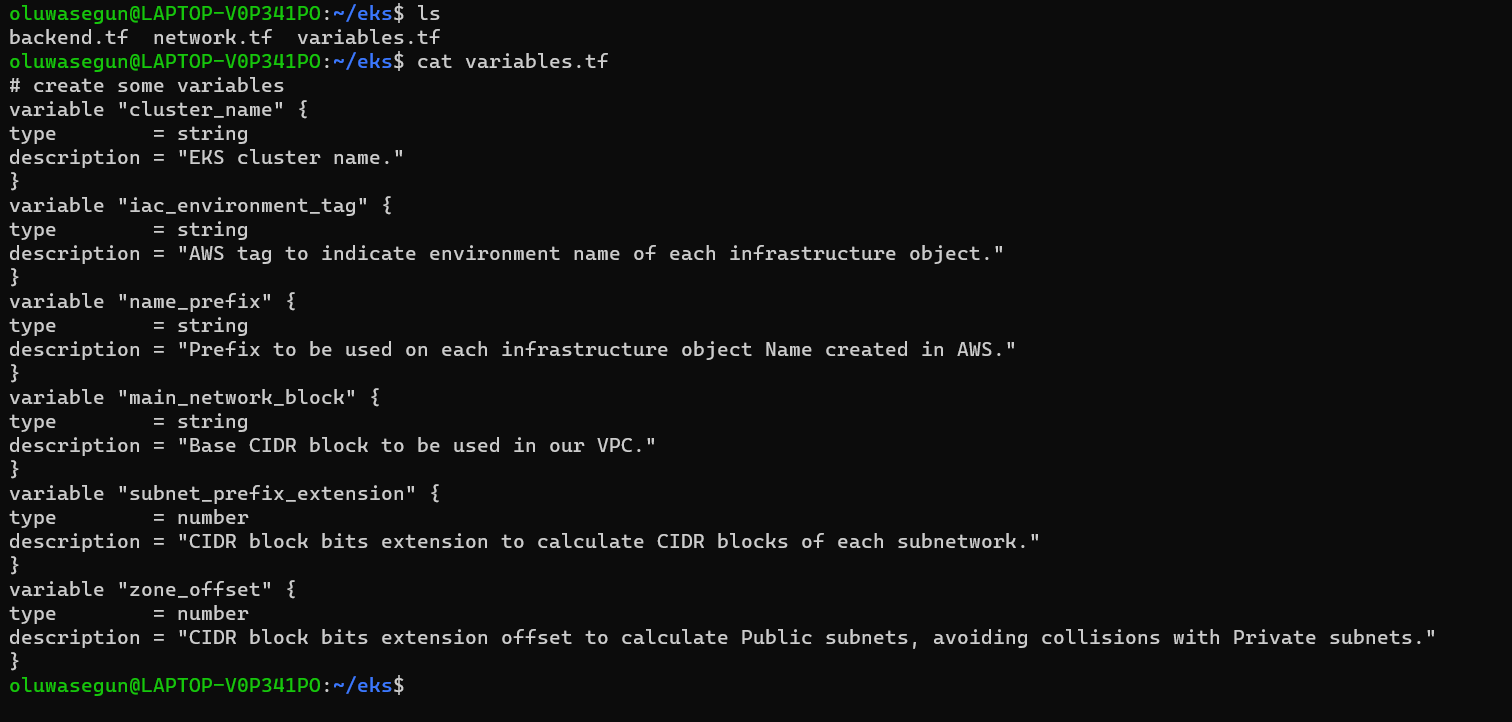 oluwasegun@LAPTOP-V0P341PO:~/eks$ ls
backend.tf  network.tf  variables.tf
oluwasegun@LAPTOP-V0P341PO:~/eks$ cat variables.tf
# create some variables
variable "cluster_name" {
type        = string
description = "EKS cluster name."
}
variable "iac_environment_tag" {
type        = string
description = "AWS tag to indicate environment name of each infrastructure object."
}
variable "name_prefix" {
type        = string
description = "Prefix to be used on each infrastructure object Name created in AWS."
}
variable "main_network_block" {
type        = string
description = "Base CIDR block to be used in our VPC."
}
variable "subnet_prefix_extension" {
type        = number
description = "CIDR block bits extension to calculate CIDR blocks of each subnetwork."
}
variable "zone_offset" {
type        = number
description = "CIDR block bits extension offset to calculate Public subnets, avoiding collisions with Private subnets."
}
oluwasegun@LAPTOP-V0P341PO:~/eks$